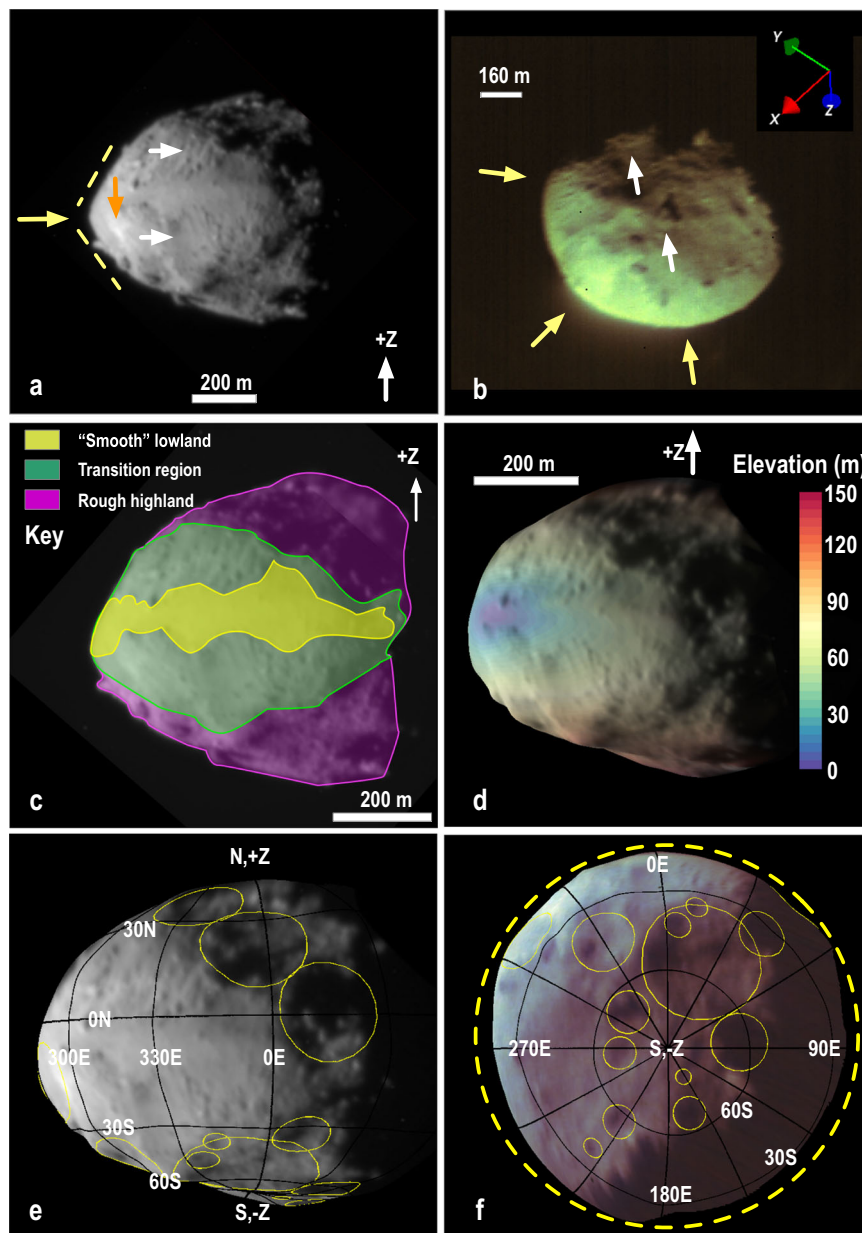 +Z
200 m
a
160 m
Y
X
Z
b
“Smooth” lowland
Transition region
Rough highland
Key
+Z
200 m
c
200 m
+Z
Elevation (m)
150
120
90
60
30
0
d
N,+Z
30N
0N
300E
330E
0E
30S
60S
S,-Z
e
0E
270E
S,-Z
90E
60S
30S
180E
f